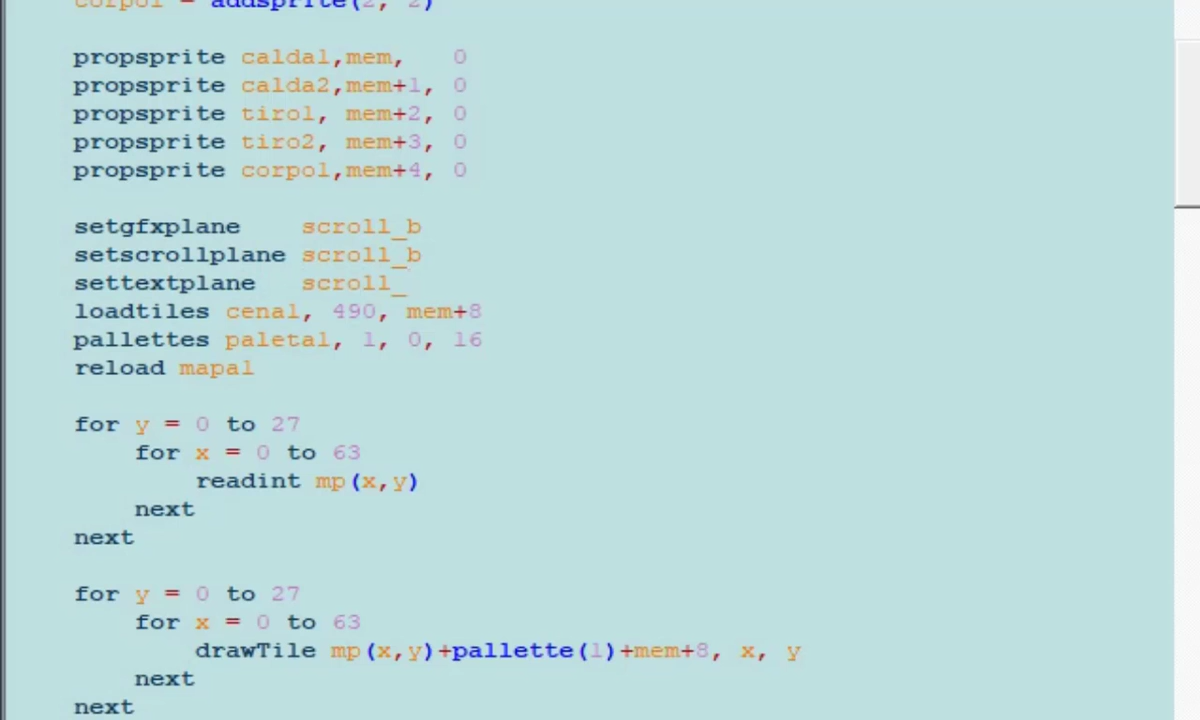 corpo1 = addsprite(2, 2)
propsprite calda1,mem, 0
propsprite calda2,mem+1, 0
propsprite tiro1, mem+2, 0
propsprite tiro2, mem+3, 0
propsprite corpo1,mem+4, 0
setgfxplane scroll_b
setscrollplane scroll_b
settextplane scroll_
loadtiles cena1, 490, mem+8
pallettes paleta1, 1, 0, 16
reload mapa1
for y = 0 to 27
for x = 0 to 63
readint mp(x,y)
next
next
for y = 0 to 27
for x = 0 to 63
drawTile mp(x,y)+pallette(1)+mem+8, x, y
next
next